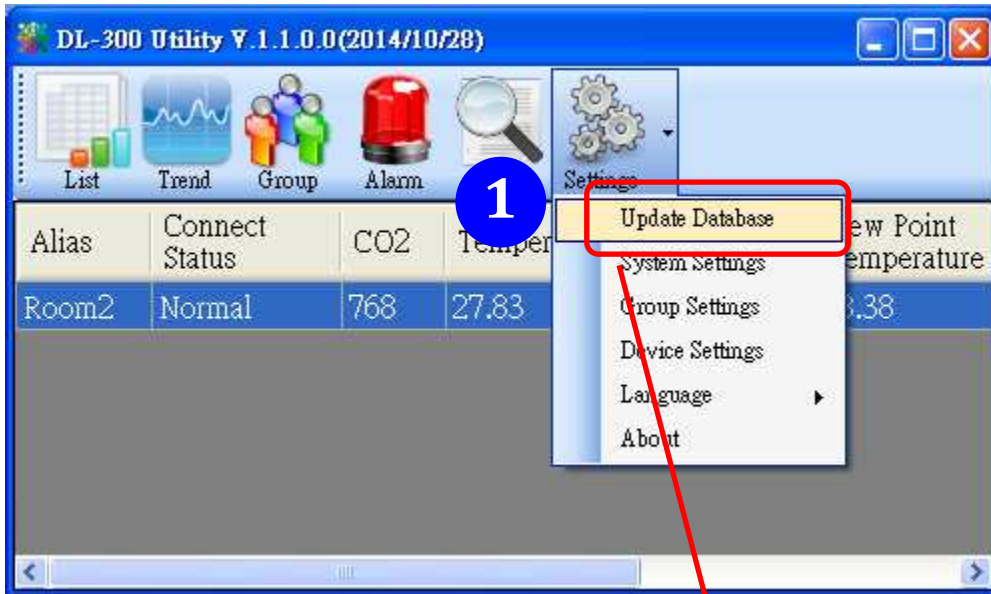 DL-300 Utility V.1.1.0.0(2014/10/28)
List
Trend
Group
Alarm
Settings
1
Update Database
System Settings
Group Settings
Device Settings
Language
About
Alias
Connect
Status
CO2
Temper
ew Point
emperature
Room2
Normal
768
27.83
.38